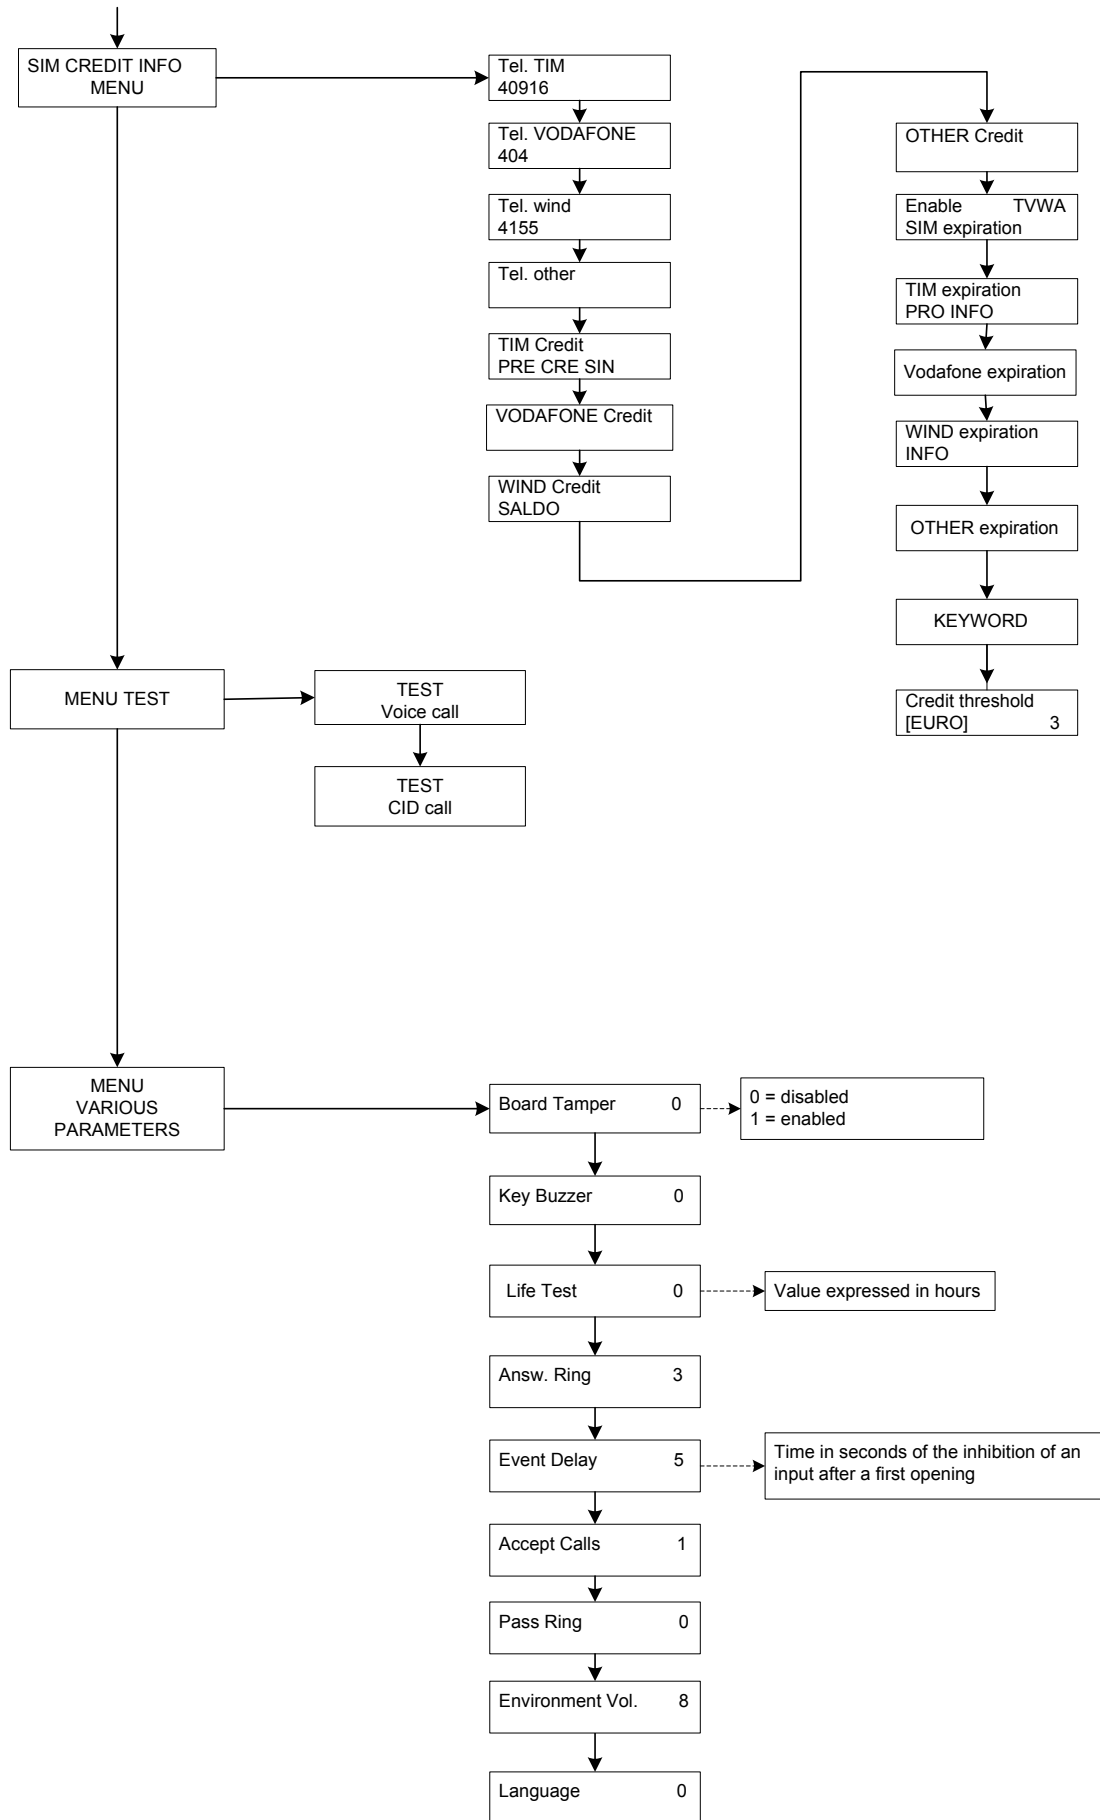 SIM CREDIT INFO
MENU
Tel. TIM
40916
Tel. VODAFONE
404
Tel. wind
4155
Tel. other
TIM Credit
PRE CRE SIN
VODAFONE Credit
WIND Credit
SALDO
OTHER Credit
Enable TVWA
SIM expiration
TIM expiration
PRO INFO
Vodafone expiration
WIND expiration
INFO
OTHER expiration
KEYWORD
Credit threshold
[EURO] 3
MENU TEST
TEST
Voice call
TEST
CID call
MENU
VARIOUS
PARAMETERS
Board Tamper 0
0 = disabled
1 = enabled
Key Buzzer 0
Life Test 0
Value expressed in hours
Answ. Ring 3
Event Delay 5
Time in seconds of the inhibition of an
input after a first opening
Accept Calls 1
Pass Ring 0
Environment Vol. 8
Language 0